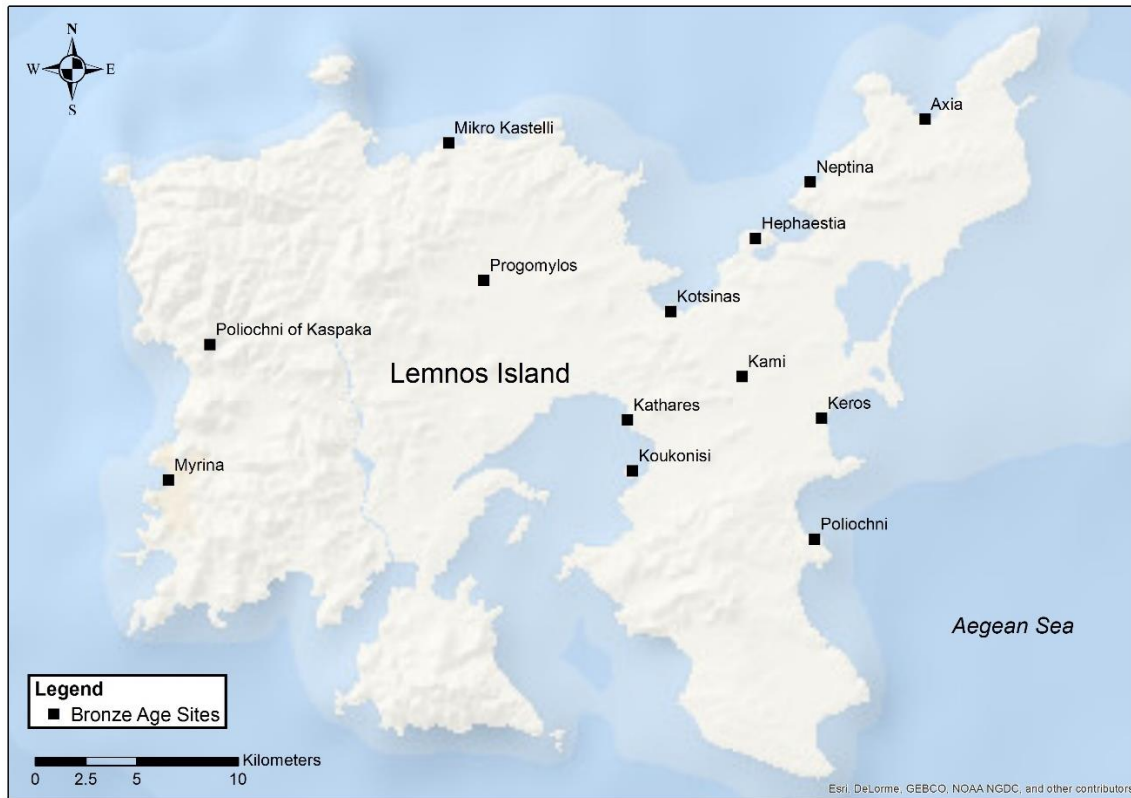 N
W E
S
Axia
Mikro Kastelli
Neptina
Hephaestia
Progomylos
Kotsinas
Poliochni of Kaspaka
Lemnos Island
Kami
Kathares
Keros
Myrina
Koukonisi
Poliochni
Aegean Sea
Legend
Bronze Age Sites
Kilometers
0 2.5 5 10
Esri, DeLorme, GEBCO, NOAA NGDC, and other contributors